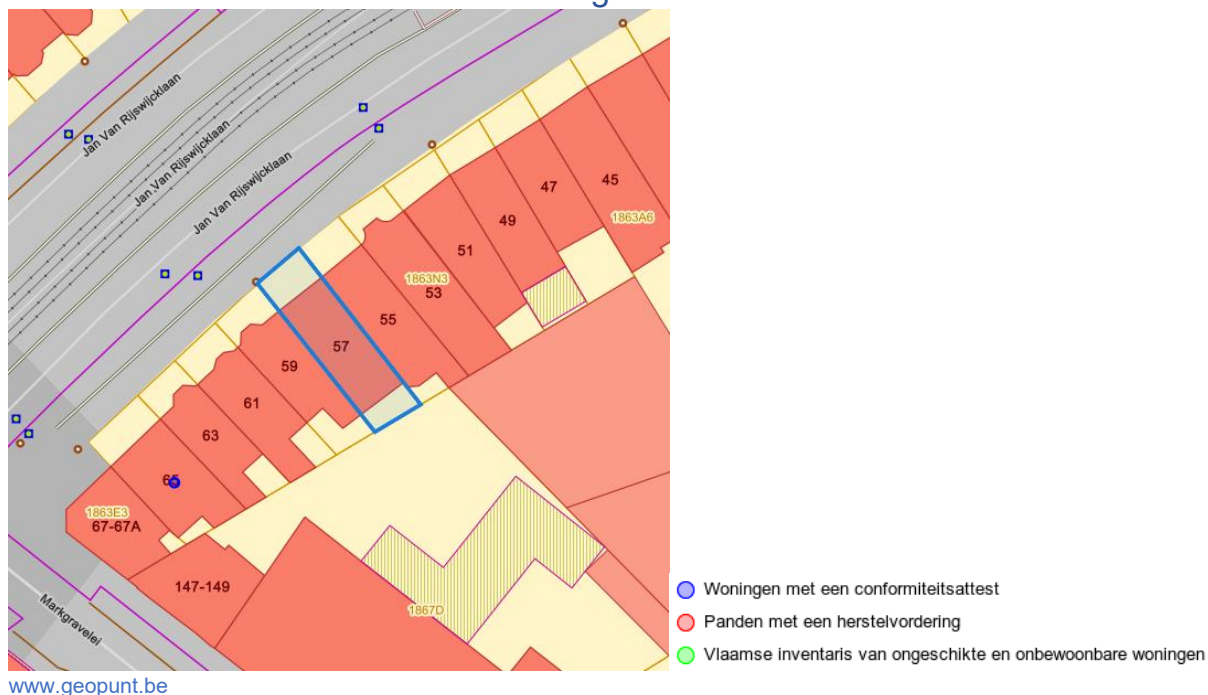 Jan Van Rijswijcklaan
Jan Van Rijswijcklaan
Jan Van Rijswijcklaan
45
1863A6
47
49
51
1863N3
53
55
57
59
61
63
65
1863E3
67-67A
147-149
1867D
Markgravelei
Woningen met een conformiteitsattest
Panden met een herstelvordering
Vlaamse inventaris van ongeschikte en onbewoonbare woningen
www.geopunt.be